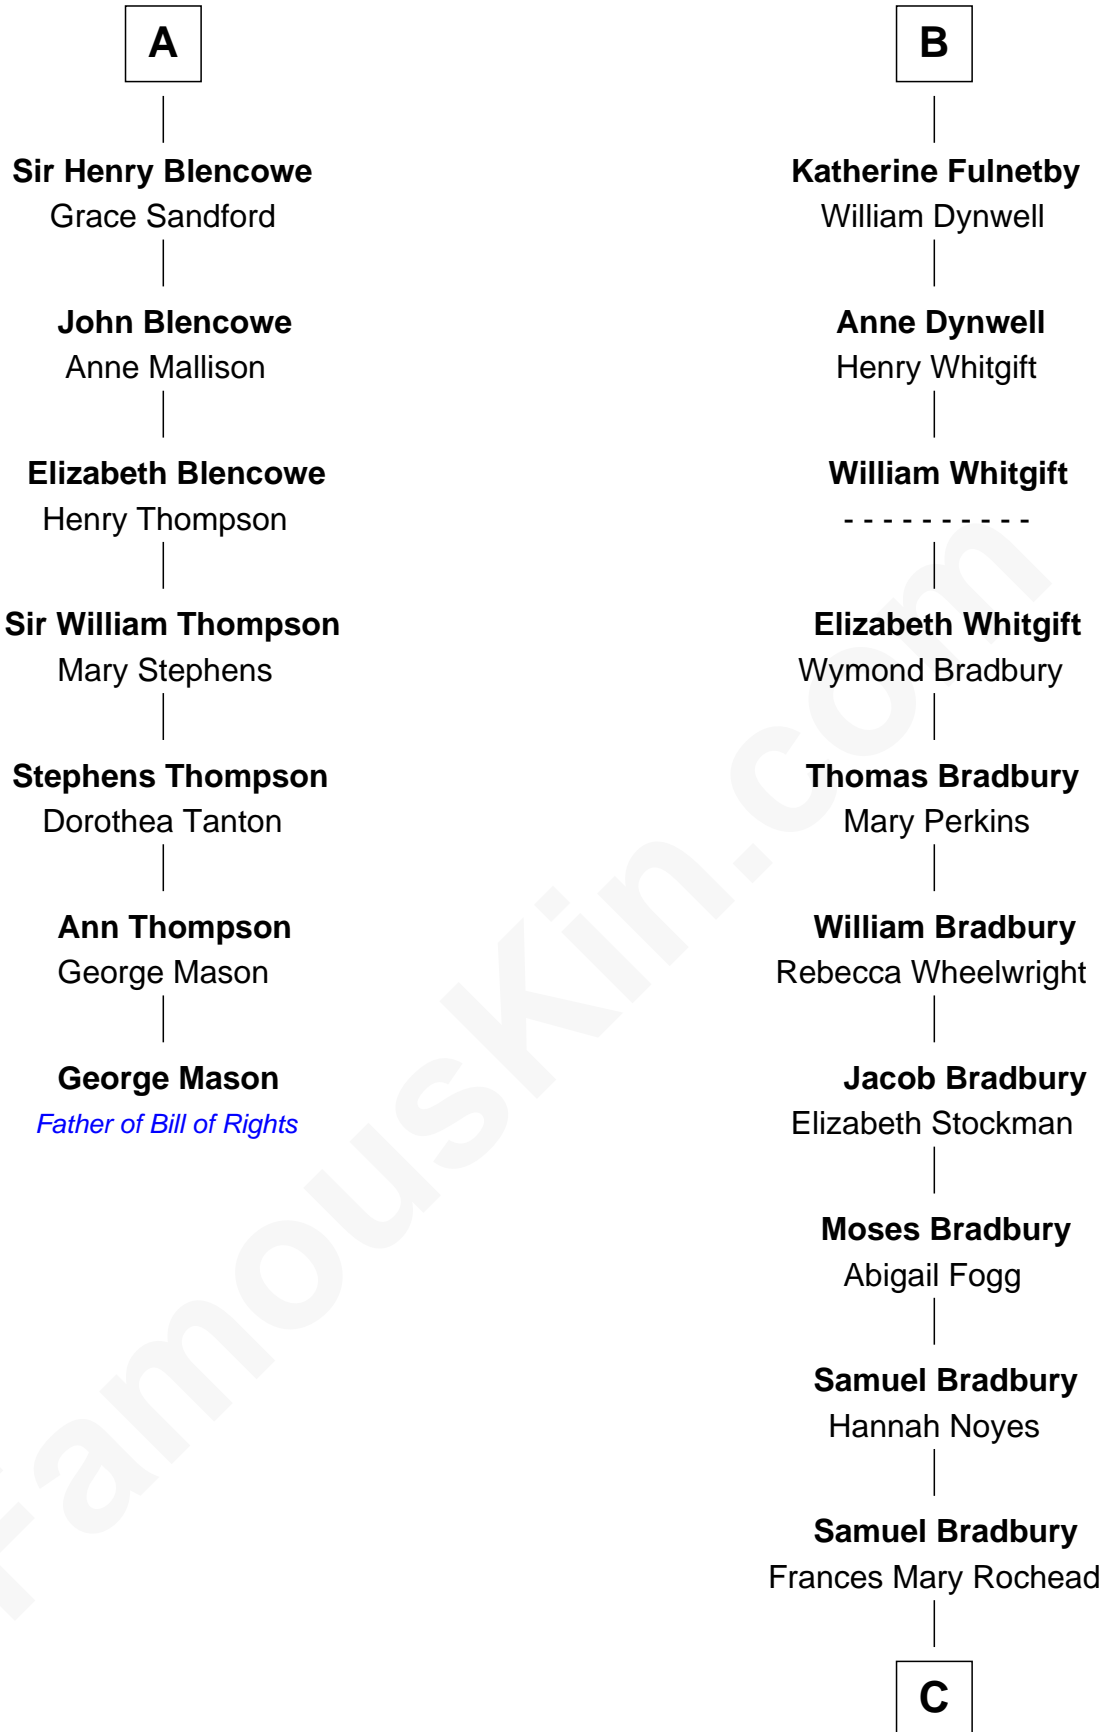 A
Sir Henry Blencowe
Grace Sandford
John Blencowe
Anne Mallison
Elizabeth Blencowe
Henry Thompson
Sir William Thompson
Mary Stephens
Stephens Thompson
Dorothea Tanton
Ann Thompson
George Mason
George Mason
Father of Bill of Rights
B
Katherine Fulnetby
William Dynwell
Anne Dynwell
Henry Whitgift
William Whitgift
- - - - - - - - - -
Elizabeth Whitgift
Wymond Bradbury
Thomas Bradbury
Mary Perkins
William Bradbury
Rebecca Wheelwright
Jacob Bradbury
Elizabeth Stockman
Moses Bradbury
Abigail Fogg
Samuel Bradbury
Hannah Noyes
Samuel Bradbury
Frances Mary Rochead
C
FamousKin.com